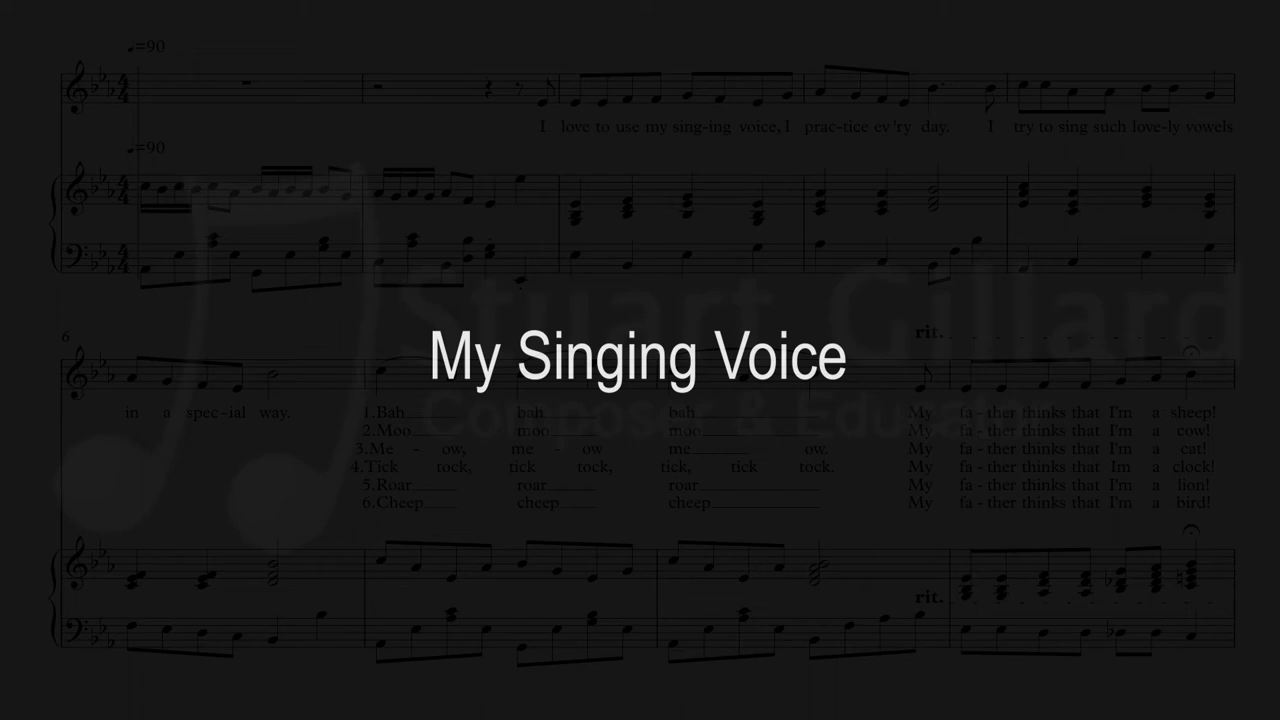 ♩=90
I love to use my sing-ing voice, I prac-tice ev'ry day. I try to sing such love-ly vowels
♩=90
Stuart Gillard
6
rit.
My Singing Voice
Composer & Educator
in a spec-ial way. 1.Bah bah bah My fa-ther thinks that I'm a sheep!
2.Moo moo moo My fa-ther thinks that I'm a cow!
3.Me - ow, me - ow me ow. My fa-ther thinks that I'm a cat!
4.Tick tock, tick tock, tick, tick tock. My fa-ther thinks that Im a clock!
5.Roar roar roar My fa-ther thinks that I'm a lion!
6.Cheep cheep cheep My fa-ther thinks that I'm a bird!
rit.